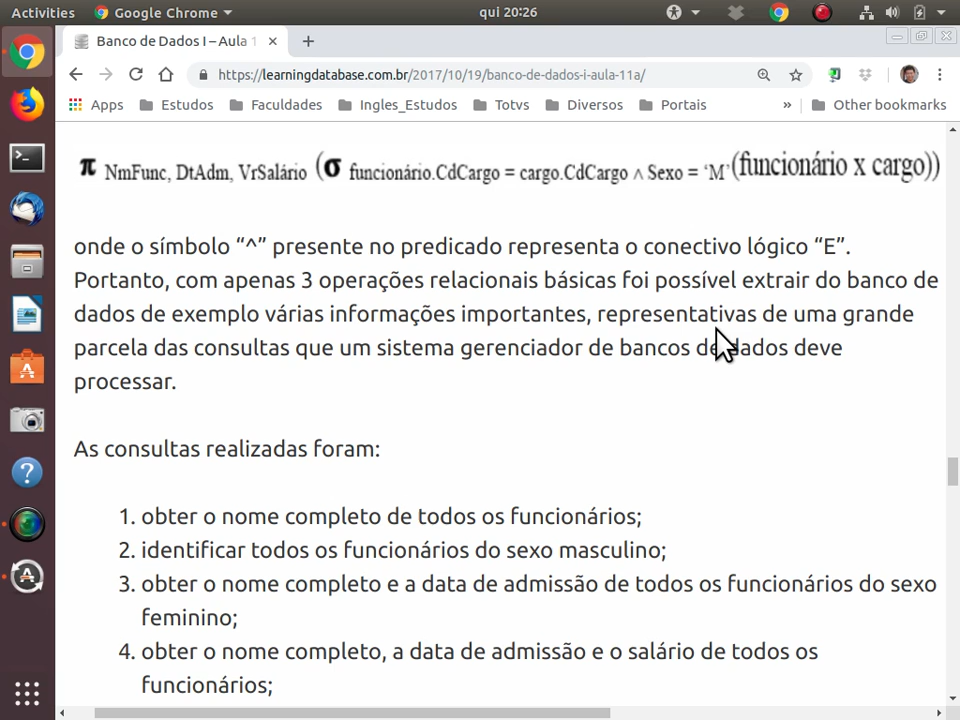 Activities Google Chrome qui 20:26
Banco de Dados I – Aula 1
https://learningdatabase.com.br/2017/10/19/banco-de-dados-i-aula-11a/
Apps Estudos Faculdades Ingles_Estudos Totvs Diversos Portais » Other bookmarks
π NmFunc, DtAdm, VrSalário (σ funcionário.CdCargo = cargo.CdCargo ∧ Sexo = ‘M’(funcionário x cargo))
onde o símbolo “^” presente no predicado representa o conectivo lógico “E”.
Portanto, com apenas 3 operações relacionais básicas foi possível extrair do banco de
dados de exemplo várias informações importantes, representativas de uma grande
parcela das consultas que um sistema gerenciador de bancos de dados deve
processar.
As consultas realizadas foram:
1. obter o nome completo de todos os funcionários;
2. identificar todos os funcionários do sexo masculino;
3. obter o nome completo e a data de admissão de todos os funcionários do sexo
feminino;
4. obter o nome completo, a data de admissão e o salário de todos os
funcionários;